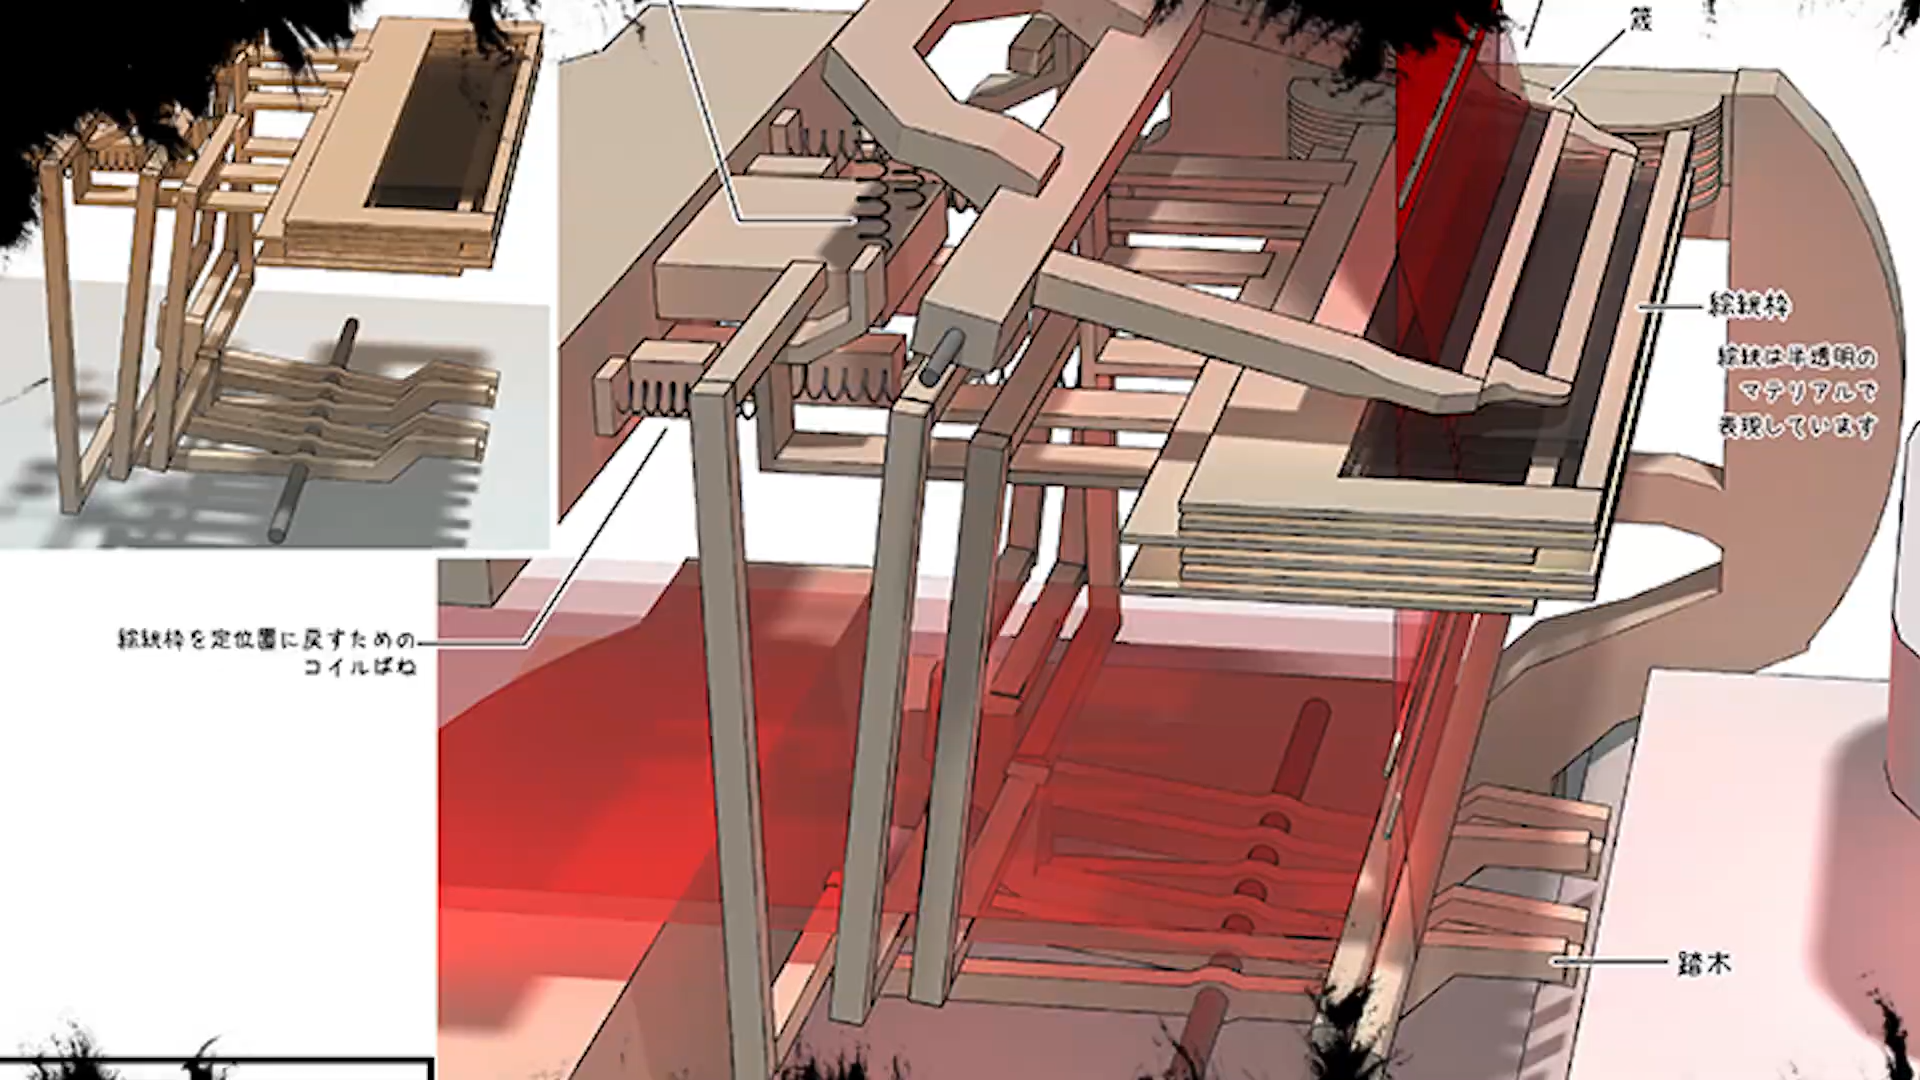 筬
綜絖枠
綜絖は半透明の
マテリアルで
表現しています
綜絖枠を定位置に戻すための
コイルばね
踏木